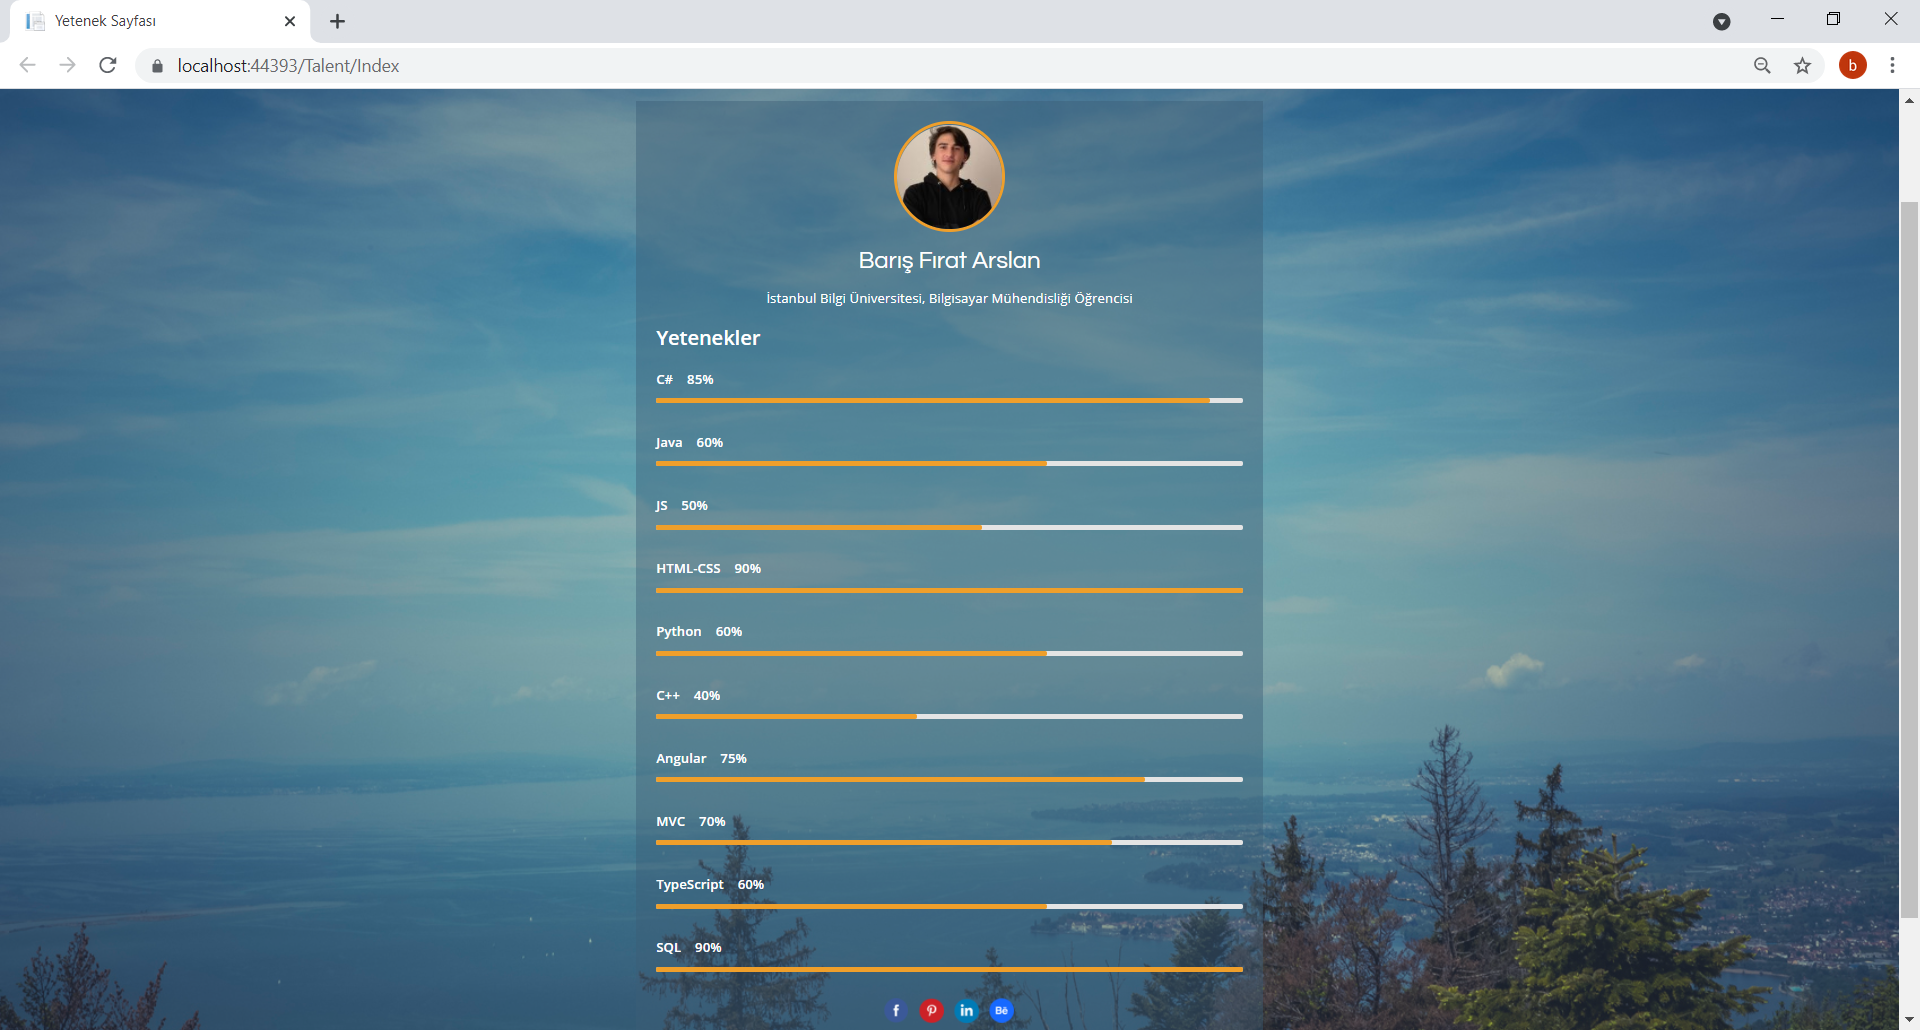 Yetenek Sayfası
localhost:44393/Talent/Index
b
Barış Fırat Arslan
İstanbul Bilgi Üniversitesi, Bilgisayar Mühendisliği Öğrencisi
Yetenekler
C# 85%
Java 60%
JS 50%
HTML-CSS 90%
Python 60%
C++ 40%
Angular 75%
MVC 70%
TypeScript 60%
SQL 90%
f in Bē